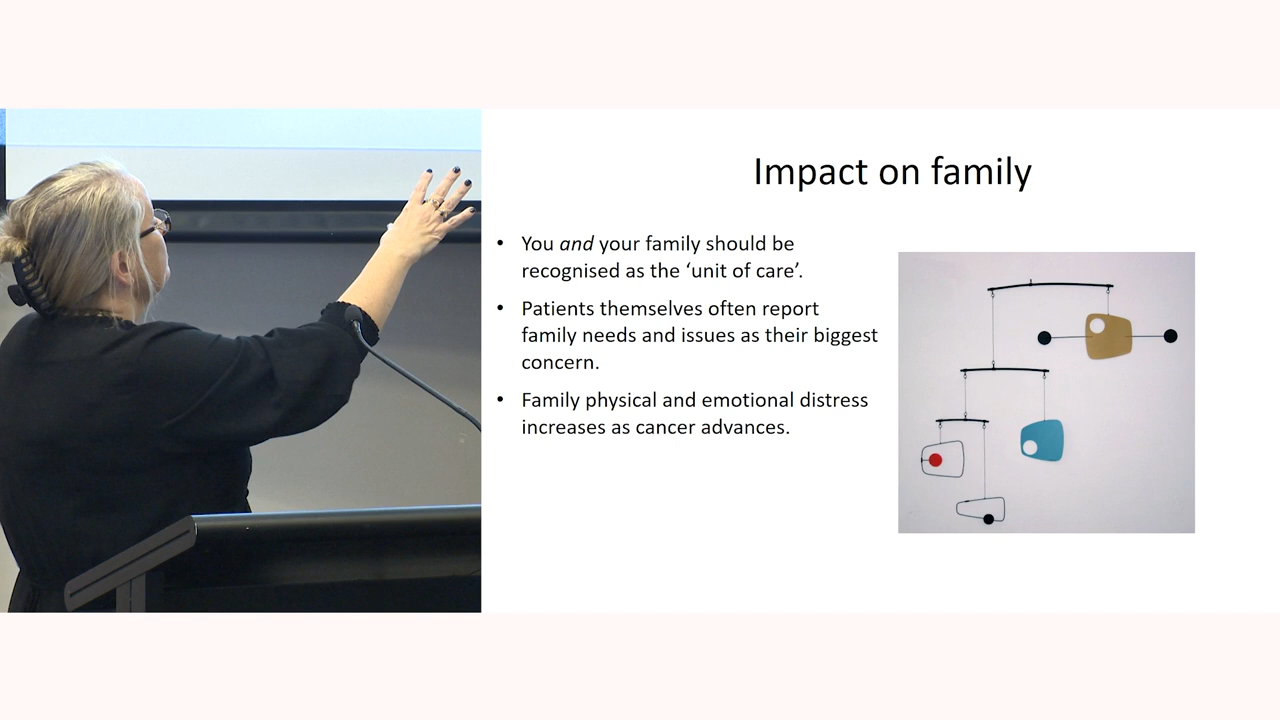 Impact on family
• You and your family should be
recognised as the ‘unit of care’.
• Patients themselves often report
family needs and issues as their biggest
concern.
• Family physical and emotional distress
increases as cancer advances.